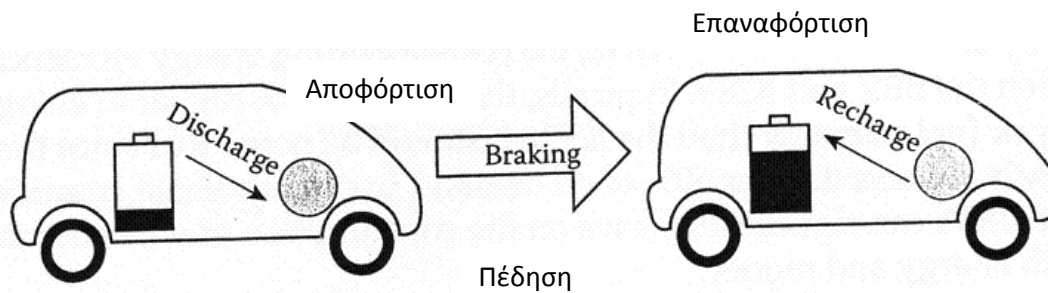 Επαναφόρτιση
Αποφόρτιση
Discharge
Braking
Recharge
Πέδηση